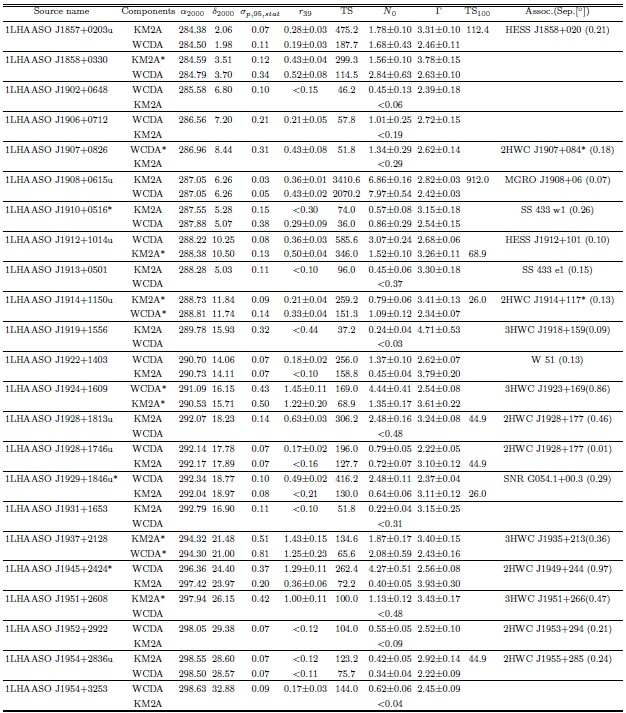 Source name Components α2000 δ2000 σp,95,stat r39 TS N0 Γ TS100 Assoc.(Sep.[°])
1LHAASO J1857+0203u KM2A 284.38 2.06 0.07 0.28±0.03 475.2 1.78±0.10 3.31±0.10 112.4 HESS J1858+020 (0.21)
WCDA 284.50 1.98 0.11 0.19±0.03 187.7 1.68±0.43 2.46±0.11
1LHAASO J1858+0330 KM2A* 284.59 3.51 0.12 0.43±0.04 299.3 1.56±0.10 3.78±0.15
WCDA 284.79 3.70 0.34 0.52±0.08 114.5 2.84±0.63 2.63±0.10
1LHAASO J1902+0648 WCDA 285.58 6.80 0.10 <0.15 46.2 0.45±0.13 2.39±0.18
KM2A <0.06
1LHAASO J1906+0712 WCDA 286.56 7.20 0.21 0.21±0.05 57.8 1.01±0.25 2.72±0.15
KM2A <0.19
1LHAASO J1907+0826 WCDA* 286.96 8.44 0.31 0.43±0.08 51.8 1.34±0.29 2.62±0.14 2HWC J1907+084* (0.18)
KM2A <0.29
1LHAASO J1908+0615u KM2A 287.05 6.26 0.03 0.36±0.01 3410.6 6.86±0.16 2.82±0.03 912.0 MGRO J1908+06 (0.07)
WCDA 287.05 6.26 0.05 0.43±0.02 2070.2 7.97±0.54 2.42±0.03
1LHAASO J1910+0516* KM2A 287.55 5.28 0.15 <0.30 74.0 0.57±0.08 3.15±0.18 SS 433 w1 (0.26)
WCDA 287.88 5.07 0.38 0.29±0.09 36.0 0.86±0.29 2.54±0.15
1LHAASO J1912+1014u WCDA 288.22 10.25 0.08 0.36±0.03 585.6 3.07±0.24 2.68±0.06 HESS J1912+101 (0.10)
KM2A* 288.38 10.50 0.13 0.50±0.04 346.0 1.52±0.10 3.26±0.11 68.9
1LHAASO J1913+0501 KM2A 288.28 5.03 0.11 <0.10 96.0 0.45±0.06 3.30±0.18 SS 433 e1 (0.15)
WCDA <0.37
1LHAASO J1914+1150u KM2A* 288.73 11.84 0.09 0.21±0.04 259.2 0.79±0.06 3.41±0.13 26.0 2HWC J1914+117* (0.13)
WCDA* 288.81 11.74 0.14 0.33±0.04 151.3 1.09±0.12 2.34±0.07
1LHAASO J1919+1556 KM2A 289.78 15.93 0.32 <0.44 37.2 0.24±0.04 4.71±0.53 3HWC J1918+159(0.09)
WCDA <0.03
1LHAASO J1922+1403 WCDA 290.70 14.06 0.07 0.18±0.02 256.0 1.37±0.10 2.62±0.07 W 51 (0.13)
KM2A 290.73 14.11 0.07 <0.10 158.8 0.45±0.04 3.79±0.20
1LHAASO J1924+1609 WCDA* 291.09 16.15 0.43 1.45±0.11 169.0 4.44±0.41 2.54±0.08 3HWC J1923+169(0.86)
KM2A* 290.53 15.71 0.50 1.22±0.20 68.9 1.35±0.17 3.61±0.22
1LHAASO J1928+1813u KM2A 292.07 18.23 0.14 0.63±0.03 306.2 2.48±0.16 3.24±0.08 44.9 2HWC J1928+177 (0.46)
WCDA <0.48
1LHAASO J1928+1746u WCDA 292.14 17.78 0.07 0.17±0.02 196.0 0.79±0.05 2.22±0.05 2HWC J1928+177 (0.01)
KM2A 292.17 17.89 0.07 <0.16 127.7 0.72±0.07 3.10±0.12 44.9
1LHAASO J1929+1846u* WCDA 292.34 18.77 0.10 0.49±0.02 416.2 2.48±0.11 2.37±0.04 SNR G054.1+00.3 (0.29)
KM2A 292.04 18.97 0.08 <0.21 130.0 0.64±0.06 3.11±0.12 26.0
1LHAASO J1931+1653 KM2A 292.79 16.90 0.11 <0.10 51.8 0.22±0.04 3.15±0.25
WCDA <0.31
1LHAASO J1937+2128 KM2A* 294.32 21.48 0.51 1.43±0.15 134.6 1.87±0.17 3.40±0.15 3HWC J1935+213(0.36)
WCDA* 294.30 21.00 0.81 1.25±0.23 65.6 2.08±0.59 2.43±0.16
1LHAASO J1945+2424* WCDA 296.36 24.40 0.37 1.29±0.11 262.4 4.27±0.51 2.56±0.08 2HWC J1949+244 (0.97)
KM2A 297.42 23.97 0.20 0.36±0.06 72.2 0.40±0.05 3.93±0.30
1LHAASO J1951+2608 KM2A* 297.94 26.15 0.42 1.00±0.11 100.0 1.13±0.12 3.43±0.17 3HWC J1951+266(0.47)
WCDA <0.48
1LHAASO J1952+2922 WCDA 298.05 29.38 0.07 <0.12 104.0 0.55±0.05 2.52±0.10 2HWC J1953+294 (0.21)
KM2A <0.09
1LHAASO J1954+2836u KM2A 298.55 28.60 0.07 <0.12 123.2 0.42±0.05 2.92±0.14 44.9 2HWC J1955+285 (0.24)
WCDA 298.50 28.57 0.07 <0.11 75.7 0.34±0.04 2.22±0.09
1LHAASO J1954+3253 WCDA 298.63 32.88 0.09 0.17±0.03 144.0 0.62±0.06 2.45±0.09
KM2A <0.04